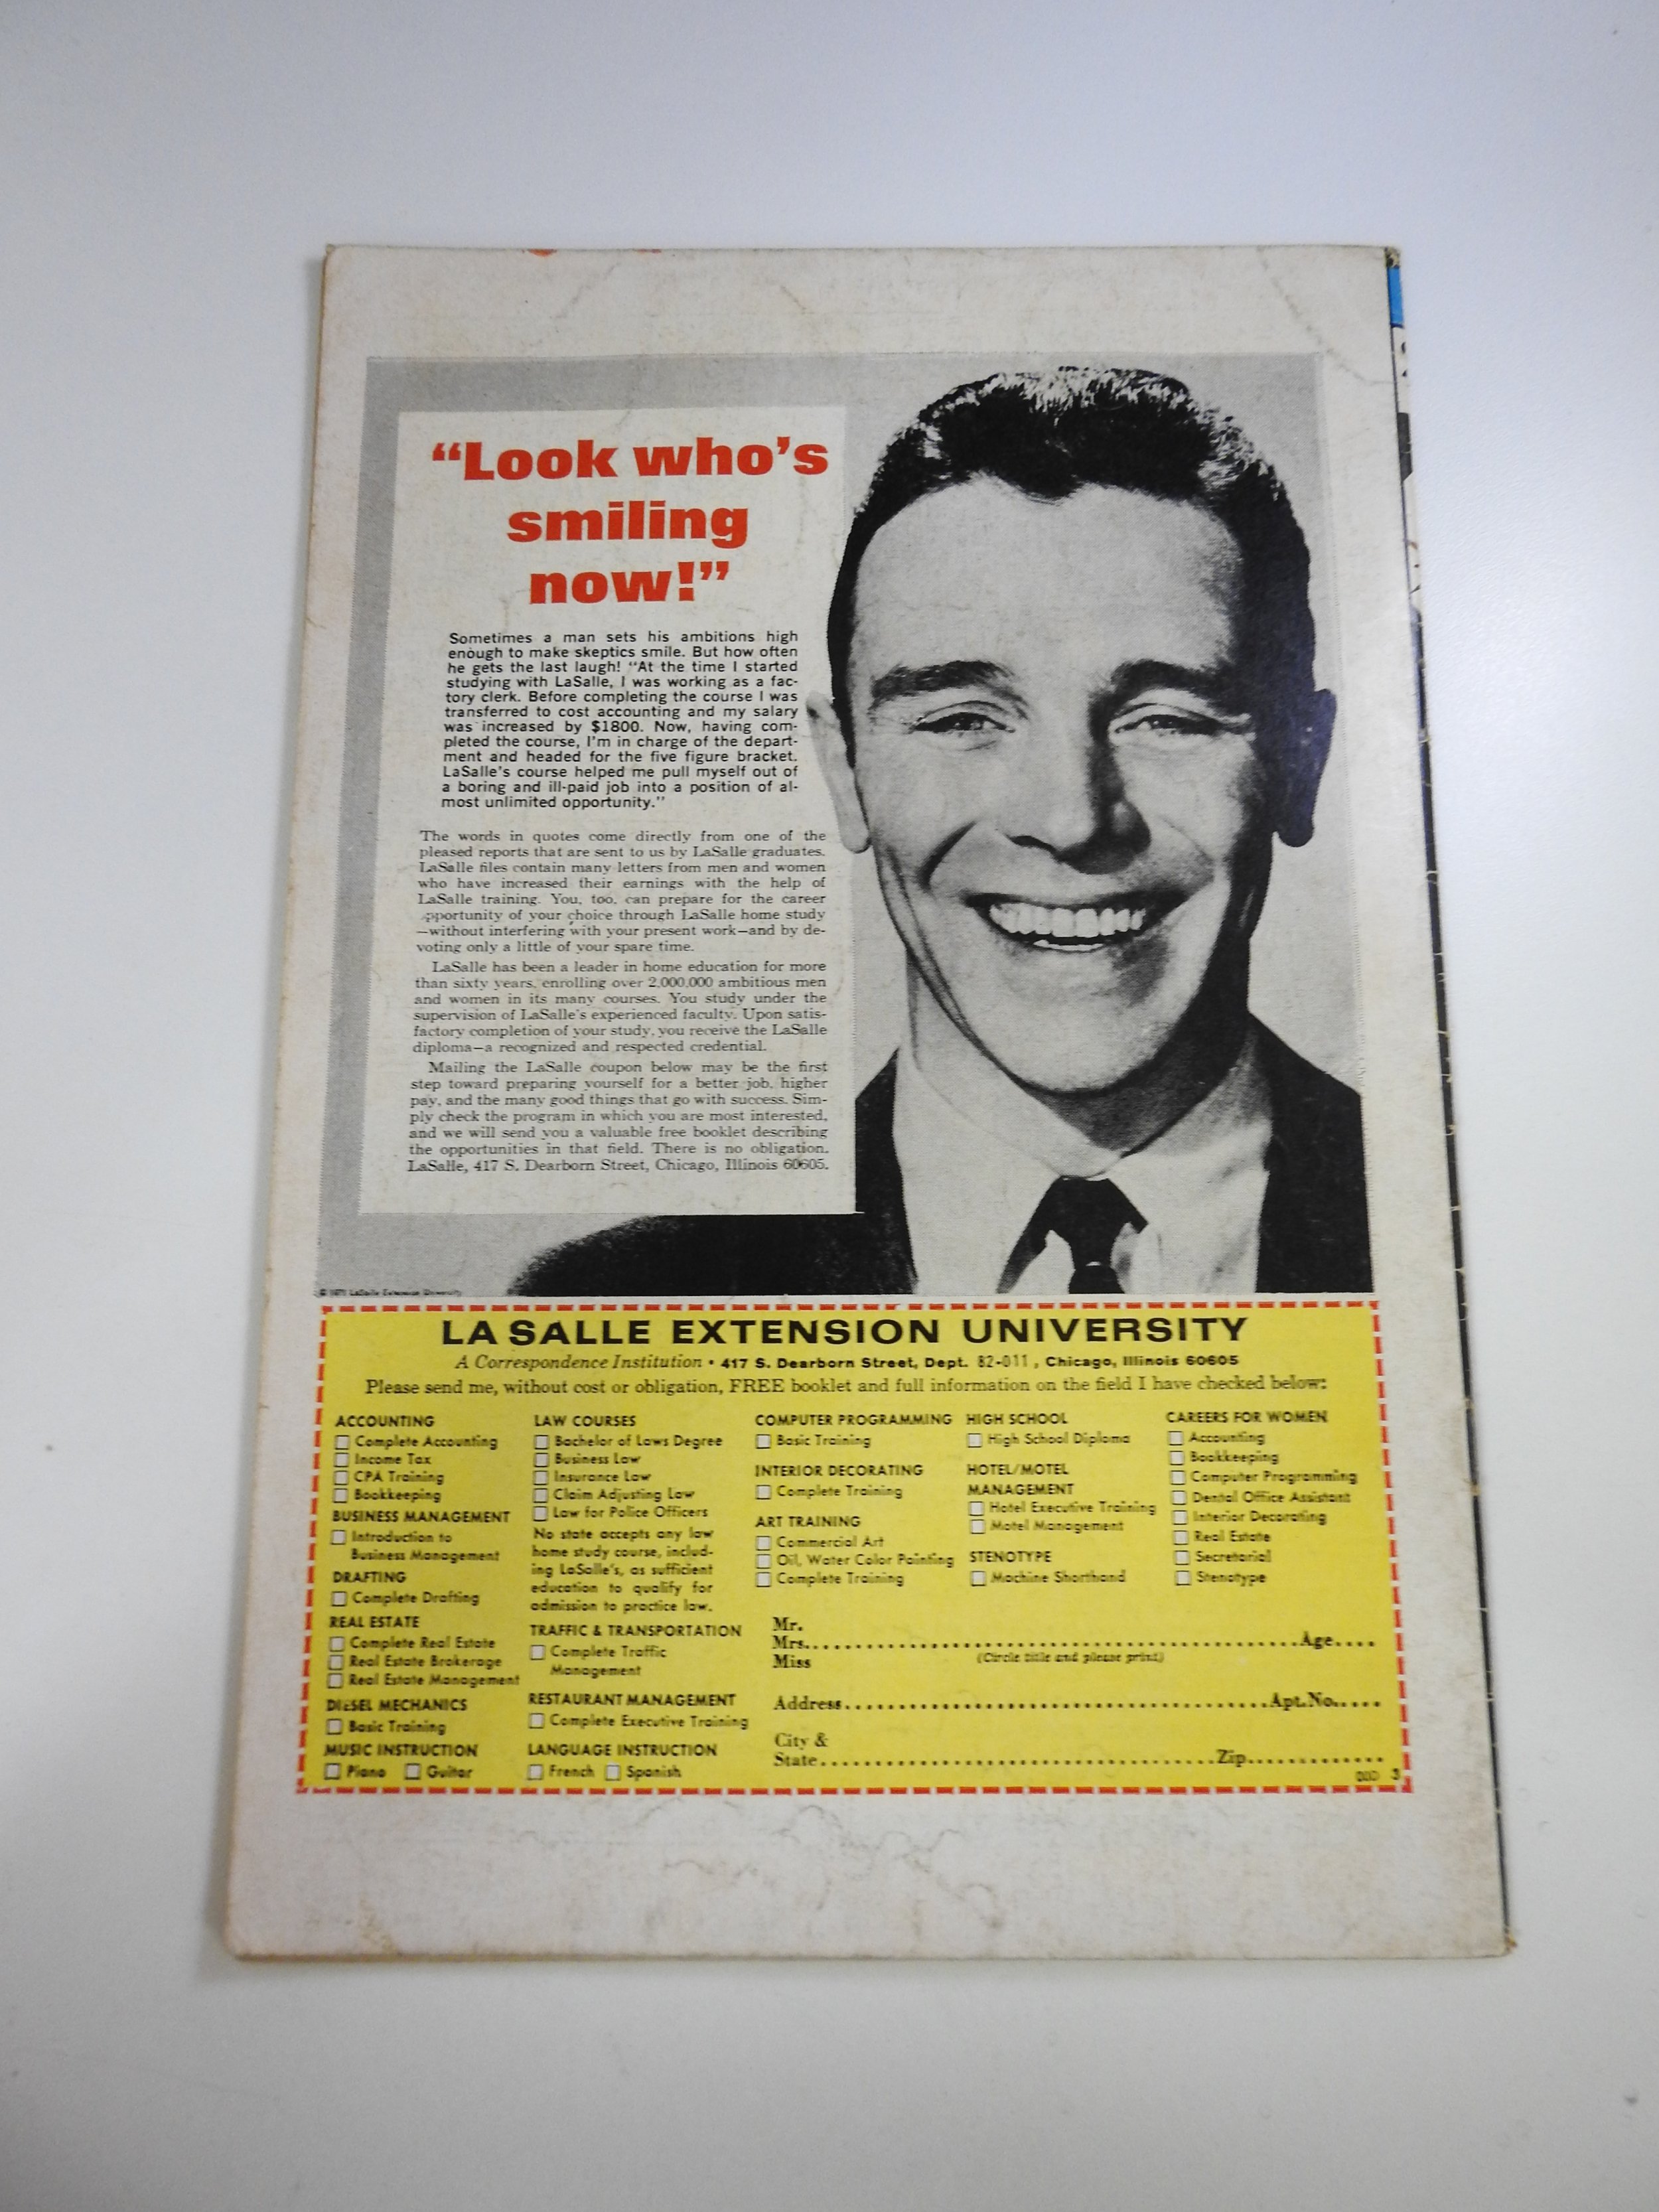 “Look who’s
smiling
now!”
Sometimes a man sets his ambitions high
enough to make skeptics smile. But how often
he gets the last laugh! “At the time I started
studying with LaSalle, I was working as a fac-
tory clerk. Before completing the course I was
transferred to cost accounting and my salary
was increased by $1800. Now, having com-
pleted the course, I’m in charge of the depart-
ment and headed for the five figure bracket.
LaSalle’s course helped me pull myself out of
a boring and ill-paid job into a position of al-
most unlimited opportunity.”
The words in quotes come directly from one of the
pleased reports that are sent to us by LaSalle graduates.
LaSalle files contain many letters from men and women
who have increased their earnings with the help of
LaSalle training. You, too, can prepare for the career
opportunity of your choice through LaSalle home study
—without interfering with your present work—and by de-
voting only a little of your spare time.
LaSalle has been a leader in home education for more
than sixty years, enrolling over 2,000,000 ambitious men
and women in its many courses. You study under the
supervision of LaSalle’s experienced faculty. Upon satis-
factory completion of your study, you receive the LaSalle
diploma—a recognized and respected credential.
Mailing the LaSalle coupon below may be the first
step toward preparing yourself for a better job, higher
pay, and the many good things that go with success. Sim-
ply check the program in which you are most interested,
and we will send you a valuable free booklet describing
the opportunities in that field. There is no obligation.
LaSalle, 417 S. Dearborn Street, Chicago, Illinois 60605.
© 1971 LaSalle Extension University
LA SALLE EXTENSION UNIVERSITY
A Correspondence Institution • 417 S. Dearborn Street, Dept. 82-011, Chicago, Illinois 60605
Please send me, without cost or obligation, FREE booklet and full information on the field I have checked below:
ACCOUNTING
Complete Accounting
Income Tax
CPA Training
Bookkeeping
BUSINESS MANAGEMENT
Introduction to
Business Management
DRAFTING
Complete Drafting
REAL ESTATE
Complete Real Estate
Real Estate Brokerage
Real Estate Management
DIESEL MECHANICS
Basic Training
MUSIC INSTRUCTION
Piano Guitar
LAW COURSES
Bachelor of Laws Degree
Business Law
Insurance Law
Claim Adjusting Law
Law for Police Officers
No state accepts any law
home study course, includ-
ing LaSalle’s, as sufficient
education to qualify for
admission to practice law.
TRAFFIC & TRANSPORTATION
Complete Traffic
Management
RESTAURANT MANAGEMENT
Complete Executive Training
LANGUAGE INSTRUCTION
French Spanish
COMPUTER PROGRAMMING
Basic Training
INTERIOR DECORATING
Complete Training
ART TRAINING
Commercial Art
Oil, Water Color Painting
Complete Training
HIGH SCHOOL
High School Diploma
HOTEL/MOTEL
MANAGEMENT
Hotel Executive Training
Motel Management
STENOTYPE
Machine Shorthand
CAREERS FOR WOMEN
Accounting
Bookkeeping
Computer Programming
Dental Office Assistant
Interior Decorating
Real Estate
Secretarial
Stenotype
Mr.
Mrs. Age
Miss (Circle title and please print)
Address Apt. No.
City &
State Zip
3